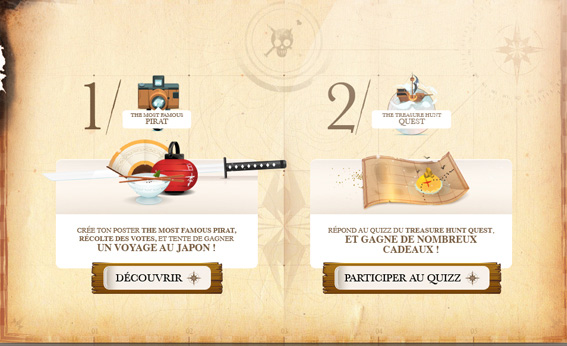 1/
THE MOST FAMOUS
PIRAT
2/
THE TREASURE HUNT
QUEST
CRÉE TON POSTER THE MOST FAMOUS PIRAT,
RÉCOLTE DES VOTES, ET TENTE DE GAGNER
UN VOYAGE AU JAPON !
RÉPOND AU QUIZZ DU TREASURE HUNT QUEST,
ET GAGNE DE NOMBREUX
CADEAUX !
DÉCOUVRIR
PARTICIPER AU QUIZZ